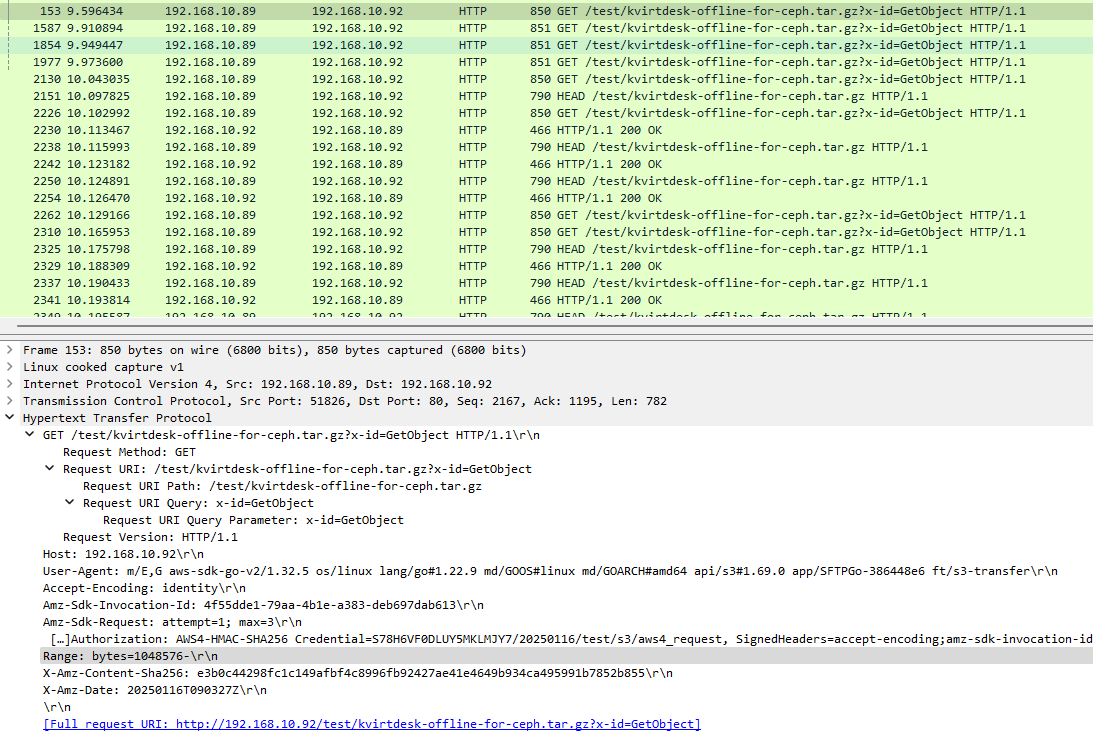 153 9.596434 192.168.10.89 192.168.10.92 HTTP 850 GET /test/kvirtdesk-offline-for-ceph.tar.gz?x-id=GetObject HTTP/1.1
1587 9.910894 192.168.10.89 192.168.10.92 HTTP 851 GET /test/kvirtdesk-offline-for-ceph.tar.gz?x-id=GetObject HTTP/1.1
1854 9.949447 192.168.10.89 192.168.10.92 HTTP 851 GET /test/kvirtdesk-offline-for-ceph.tar.gz?x-id=GetObject HTTP/1.1
1977 9.973600 192.168.10.89 192.168.10.92 HTTP 851 GET /test/kvirtdesk-offline-for-ceph.tar.gz?x-id=GetObject HTTP/1.1
2130 10.043035 192.168.10.89 192.168.10.92 HTTP 850 GET /test/kvirtdesk-offline-for-ceph.tar.gz?x-id=GetObject HTTP/1.1
2151 10.097825 192.168.10.89 192.168.10.92 HTTP 790 HEAD /test/kvirtdesk-offline-for-ceph.tar.gz HTTP/1.1
2226 10.102992 192.168.10.89 192.168.10.92 HTTP 850 GET /test/kvirtdesk-offline-for-ceph.tar.gz?x-id=GetObject HTTP/1.1
2230 10.113467 192.168.10.92 192.168.10.89 HTTP 466 HTTP/1.1 200 OK
2238 10.115993 192.168.10.89 192.168.10.92 HTTP 790 HEAD /test/kvirtdesk-offline-for-ceph.tar.gz HTTP/1.1
2242 10.123182 192.168.10.92 192.168.10.89 HTTP 466 HTTP/1.1 200 OK
2250 10.124891 192.168.10.89 192.168.10.92 HTTP 790 HEAD /test/kvirtdesk-offline-for-ceph.tar.gz HTTP/1.1
2254 10.126470 192.168.10.92 192.168.10.89 HTTP 466 HTTP/1.1 200 OK
2262 10.129166 192.168.10.89 192.168.10.92 HTTP 850 GET /test/kvirtdesk-offline-for-ceph.tar.gz?x-id=GetObject HTTP/1.1
2310 10.165953 192.168.10.89 192.168.10.92 HTTP 850 GET /test/kvirtdesk-offline-for-ceph.tar.gz?x-id=GetObject HTTP/1.1
2325 10.175798 192.168.10.89 192.168.10.92 HTTP 790 HEAD /test/kvirtdesk-offline-for-ceph.tar.gz HTTP/1.1
2329 10.188309 192.168.10.92 192.168.10.89 HTTP 466 HTTP/1.1 200 OK
2337 10.190433 192.168.10.89 192.168.10.92 HTTP 790 HEAD /test/kvirtdesk-offline-for-ceph.tar.gz HTTP/1.1
2341 10.193814 192.168.10.92 192.168.10.89 HTTP 466 HTTP/1.1 200 OK
Frame 153: 850 bytes on wire (6800 bits), 850 bytes captured (6800 bits)
Linux cooked capture v1
Internet Protocol Version 4, Src: 192.168.10.89, Dst: 192.168.10.92
Transmission Control Protocol, Src Port: 51826, Dst Port: 80, Seq: 2167, Ack: 1195, Len: 782
Hypertext Transfer Protocol
GET /test/kvirtdesk-offline-for-ceph.tar.gz?x-id=GetObject HTTP/1.1\r\n
Request Method: GET
Request URI: /test/kvirtdesk-offline-for-ceph.tar.gz?x-id=GetObject
Request URI Path: /test/kvirtdesk-offline-for-ceph.tar.gz
Request URI Query: x-id=GetObject
Request URI Query Parameter: x-id=GetObject
Request Version: HTTP/1.1
Host: 192.168.10.92\r\n
User-Agent: m/E,G aws-sdk-go-v2/1.32.5 os/linux lang/go#1.22.9 md/GOOS#linux md/GOARCH#amd64 api/s3#1.69.0 app/SFTPGo-386448e6 ft/s3-transfer\r\n
Accept-Encoding: identity\r\n
Amz-Sdk-Invocation-Id: 4f55dde1-79aa-4b1e-a383-deb697dab613\r\n
Amz-Sdk-Request: attempt=1; max=3\r\n
[…]Authorization: AWS4-HMAC-SHA256 Credential=S78H6VF0DLUY5MKLMJY7/20250116/test/s3/aws4_request, SignedHeaders=accept-encoding;amz-sdk-invocation-id
Range: bytes=1048576-\r\n
X-Amz-Content-Sha256: e3b0c44298fc1c149afbf4c8996fb92427ae41e4649b934ca495991b7852b855\r\n
X-Amz-Date: 20250116T090327Z\r\n
\r\n
[Full request URI: http://192.168.10.92/test/kvirtdesk-offline-for-ceph.tar.gz?x-id=GetObject]